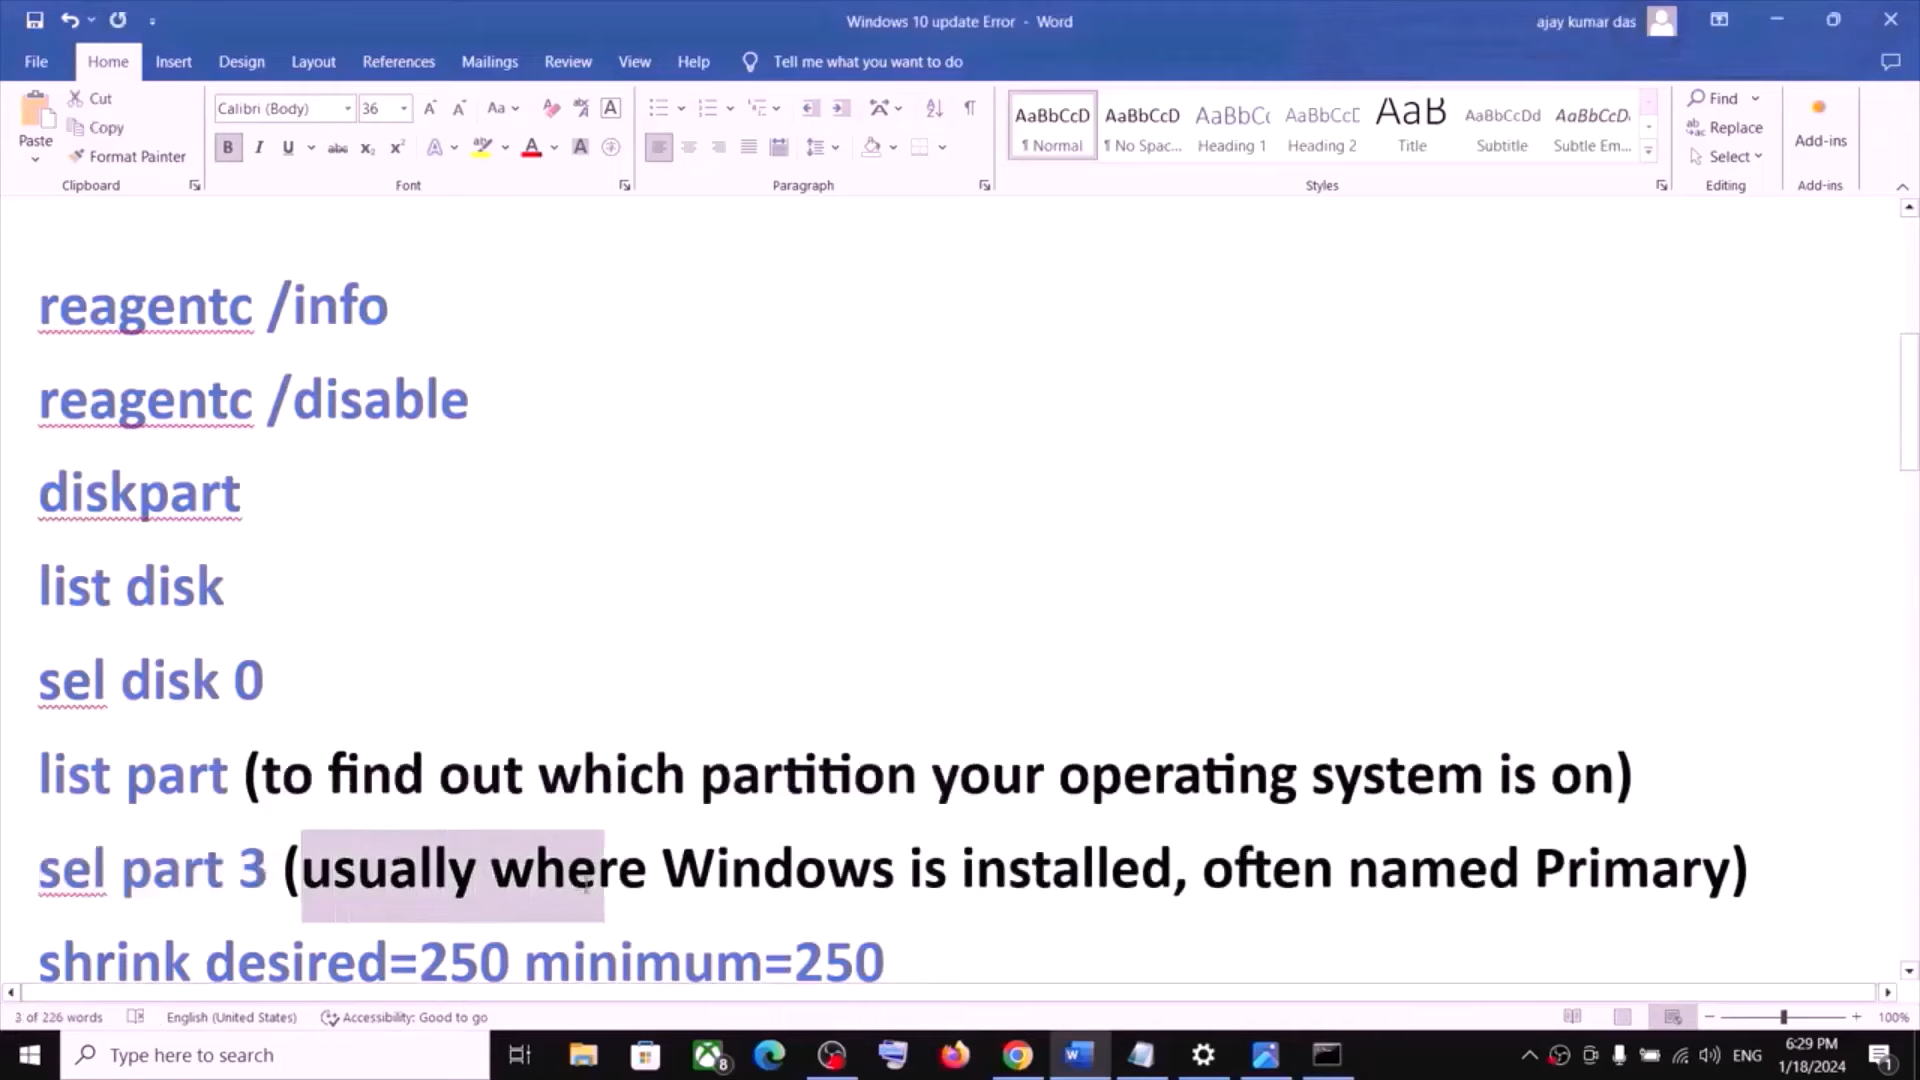 Windows 10 update Error - Word
ajay kumar das
File Home Insert Design Layout References Mailings Review View Help Tell me what you want to do
Paste
Cut
Copy
Format Painter
Clipboard
Calibri (Body) 36
Font
Paragraph
AaBbCcD AaBbCcD AaBbC AaBbCcD AaB AaBbCcDd AaBbCcD
¶ Normal ¶ No Spac... Heading 1 Heading 2 Title Subtitle Subtle Em...
Styles
Find
Replace
Select
Editing
Add-ins
Add-ins
reagentc /info
reagentc /disable
diskpart
list disk
sel disk 0
list part (to find out which partition your operating system is on)
sel part 3 (usually where Windows is installed, often named Primary)
shrink desired=250 minimum=250
3 of 226 words English (United States) Accessibility: Good to go 100%
Type here to search
8
ENG
6:29 PM
1/18/2024
1